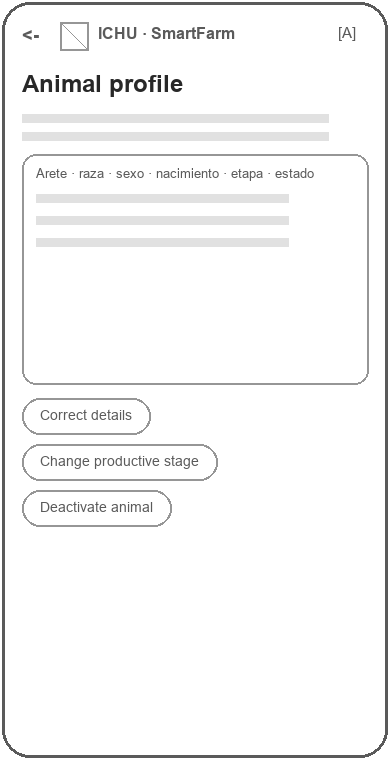 <- ICHU · SmartFarm [A]
Animal profile
Arete · raza · sexo · nacimiento · etapa · estado
Correct details
Change productive stage
Deactivate animal